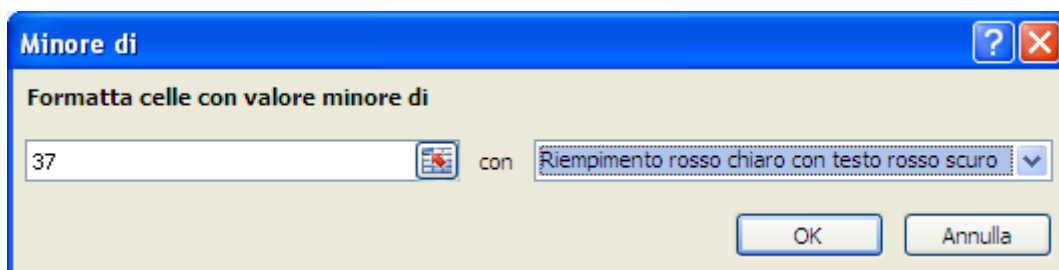 Minore di
Formatta celle con valore minore di
37 con Riempimento rosso chiaro con testo rosso scuro
OK Annulla